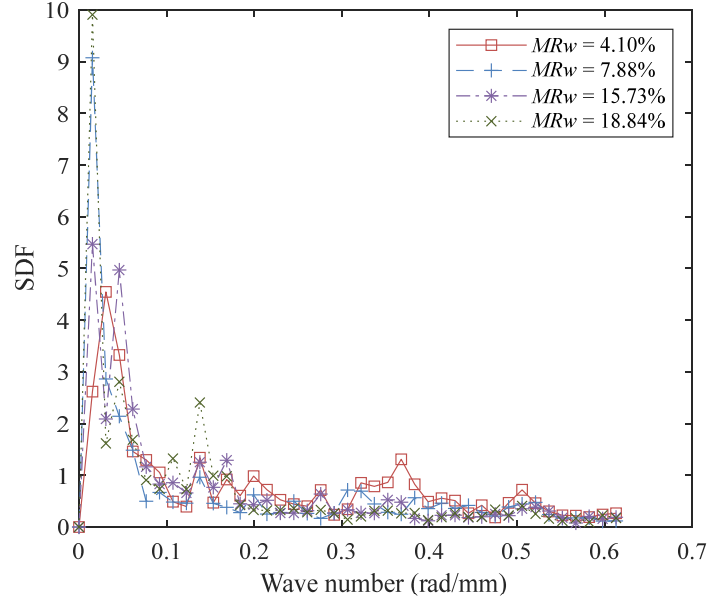 10
9
8
7
6
5
4
3
2
1
0
SDF
MRw = 4.10%
MRw = 7.88%
MRw = 15.73%
MRw = 18.84%
0 0.1 0.2 0.3 0.4 0.5 0.6 0.7
Wave number (rad/mm)